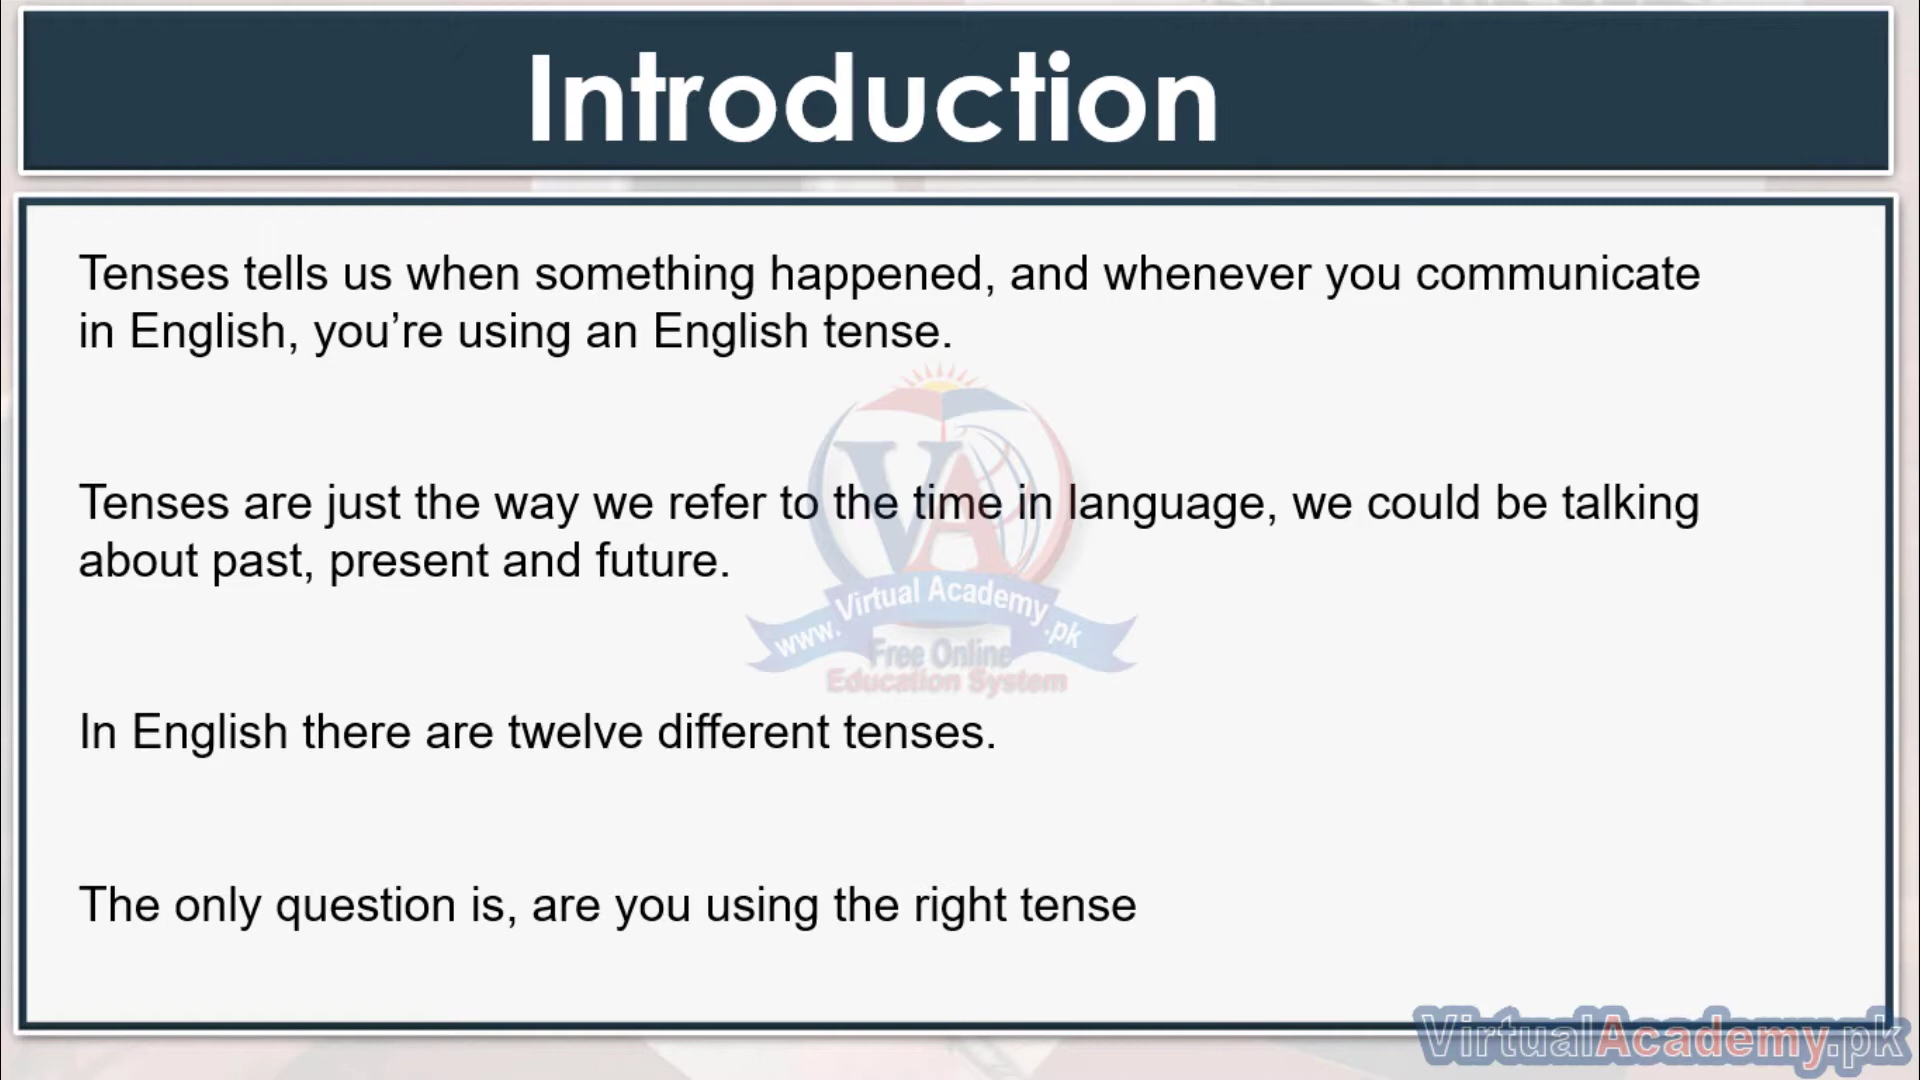 Introduction
Tenses tells us when something happened, and whenever you communicate
in English, you’re using an English tense.
Tenses are just the way we refer to the time in language, we could be talking
about past, present and future.
VA
www.Virtual Academy.pk
Free Online
Education System
In English there are twelve different tenses.
The only question is, are you using the right tense
VirtualAcademy.pk